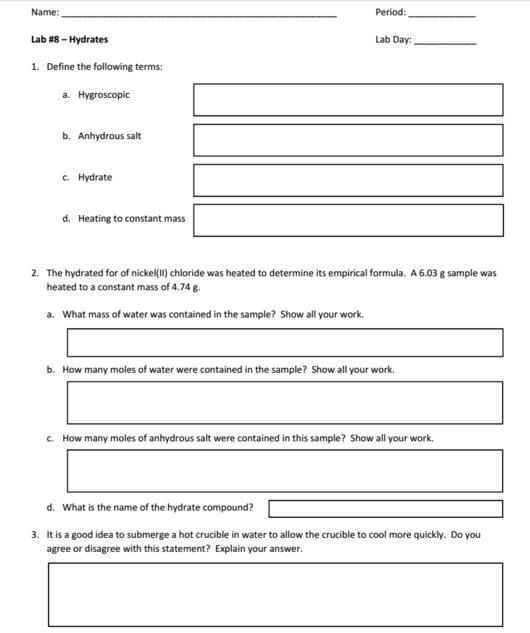 Name: ____________________________________________ Period: ____________
Lab #8 – Hydrates Lab Day: ___________
1. Define the following terms:
a. Hygroscopic
b. Anhydrous salt
c. Hydrate
d. Heating to constant mass
2. The hydrated for of nickel(II) chloride was heated to determine its empirical formula. A 6.03 g sample was
heated to a constant mass of 4.74 g.
a. What mass of water was contained in the sample? Show all your work.
b. How many moles of water were contained in the sample? Show all your work.
c. How many moles of anhydrous salt were contained in this sample? Show all your work.
d. What is the name of the hydrate compound?
3. It is a good idea to submerge a hot crucible in water to allow the crucible to cool more quickly. Do you
agree or disagree with this statement? Explain your answer.